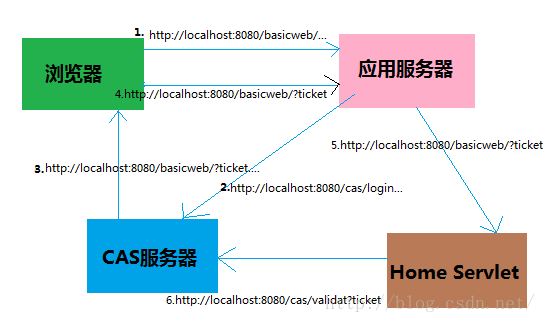 1. http://localhost:8080/basicweb/...
浏览器
应用服务器
4.http://localhost:8080/basicweb/?ticket
5.http://localhost:8080/basicweb/?ticket
3.http://localhost:8080/basicweb/?ticket....
2.http://localhost:8080/cas/login...
CAS服务器
Home Servlet
6.http://localhost:8080/cas/validat?ticket
http://blog.csdn.net/